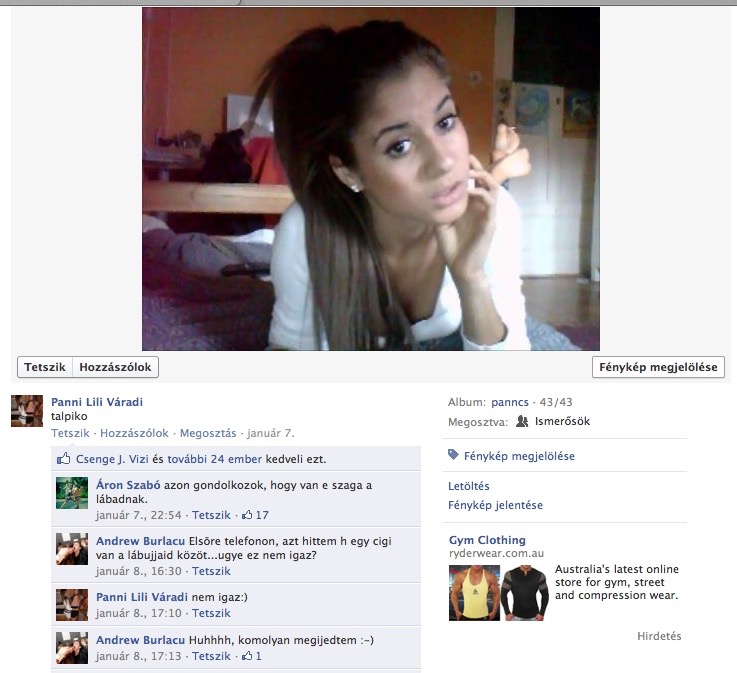 Tetszik
Hozzászólok
Fénykép megjelölése
Panni Lili Váradi
talpiko
Tetszik · Hozzászólok · Megosztás · január 7.
Csenge J. Vizi és további 24 ember kedveli ezt.
Áron Szabó azon gondolkozok, hogy van e szaga a
lábadnak.
január 7., 22:54 · Tetszik · 17
Andrew Burlacu Elsőre telefonon, azt hittem h egy cigi
van a lábujjaid közöt...ugye ez nem igaz?
január 8., 16:30 · Tetszik
Panni Lili Váradi nem igaz:)
január 8., 17:10 · Tetszik
Andrew Burlacu Huhhhh, komolyan megijedtem :-)
január 8., 17:13 · Tetszik · 1
Album: panncs · 43/43
Megosztva: Ismerősök
Fénykép megjelölése
Letöltés
Fénykép jelentése
Gym Clothing
ryderwear.com.au
Australia's latest online
store for gym, street
and compression wear.
Hirdetés